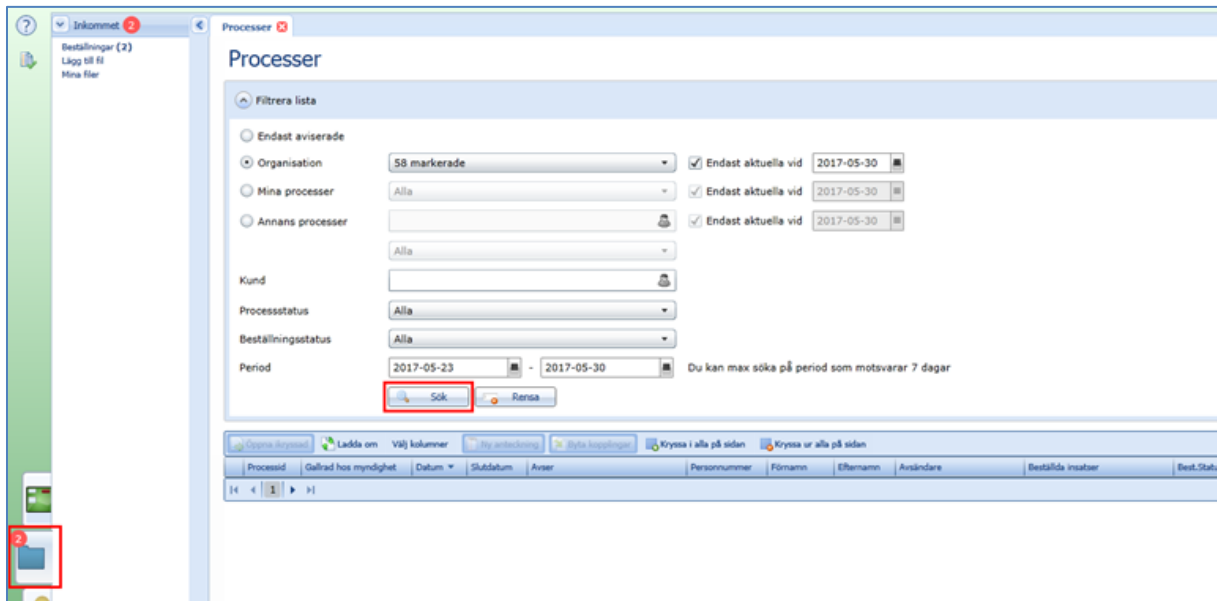 Inkommet 2
Beställningar (2)
Lägg till fil
Mina filer
Processer
Processer
Filtrera lista
Endast aviserade
Organisation 58 markerade Endast aktuella vid 2017-05-30
Mina processer Alla Endast aktuella vid 2017-05-30
Annans processer Endast aktuella vid 2017-05-30
Alla
Kund
Processstatus Alla
Beställningsstatus Alla
Period 2017-05-23 - 2017-05-30 Du kan max söka på period som motsvarar 7 dagar
Sök Rensa
Öppna ikryssad Ladda om Välj kolumner Ny anteckning Byta kopplingar Kryssa i alla på sidan Kryssa ur alla på sidan
Processid Gallrad hos myndighet Datum Slutdatum Avser Personnummer Förnamn Efternamn Avsändare Beställda insatser Best.Statu
1
2